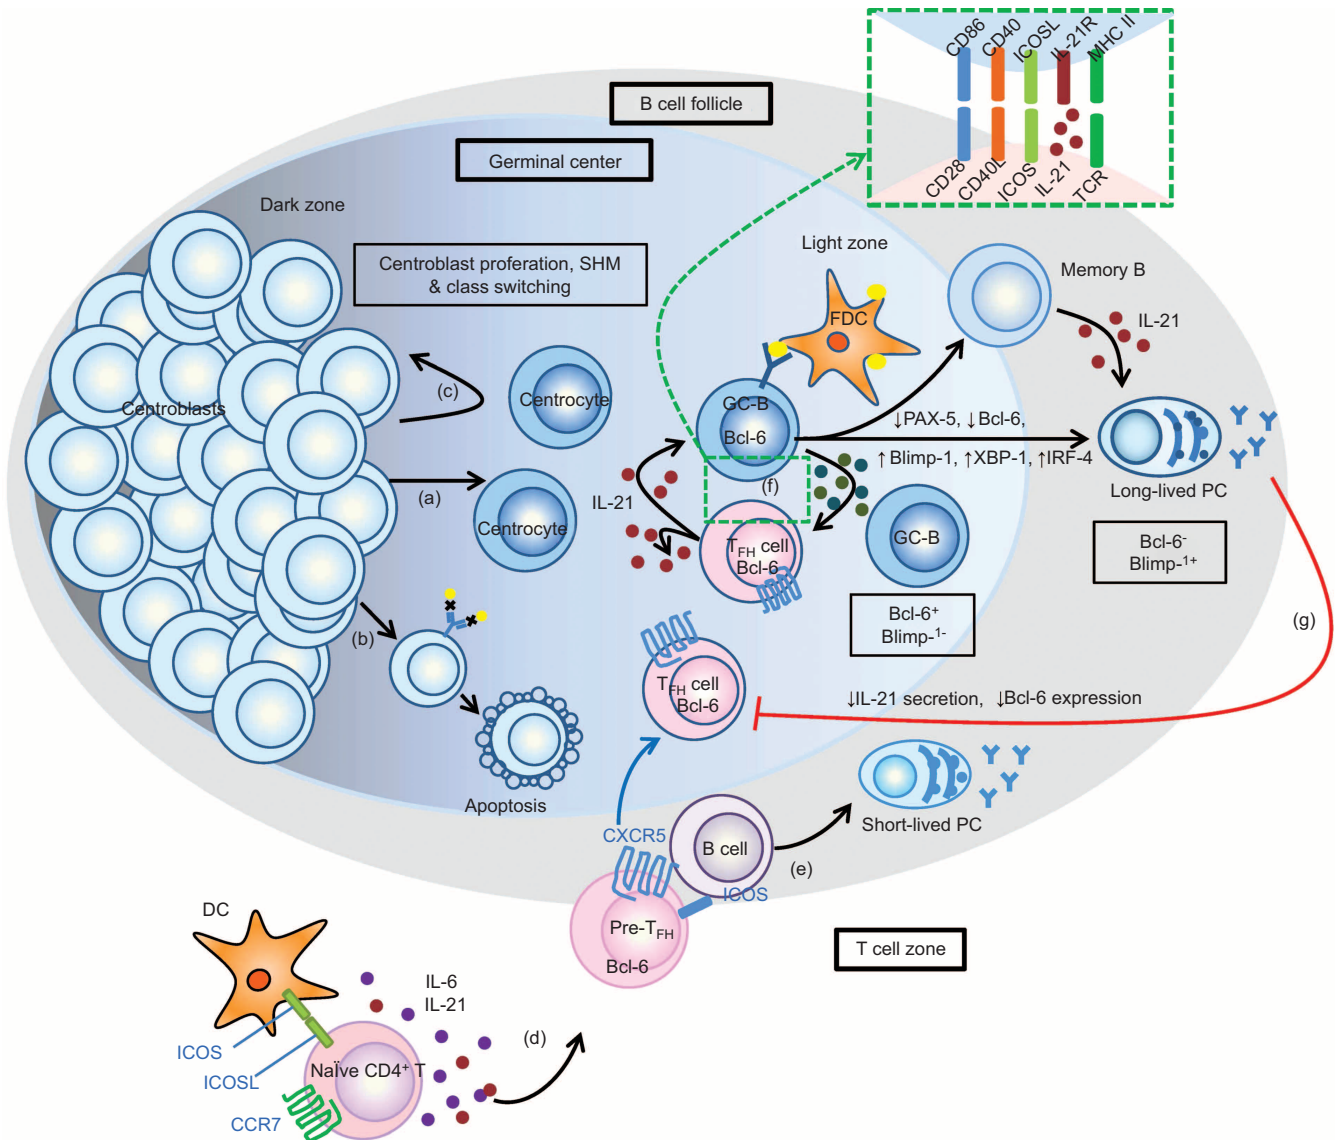 CD86
CD40
ICOSL
IL-21R
MHC II
CD28
CD40L
ICOS
IL-21
TCR
B cell follicle
Germinal center
Dark zone
Centroblast proferation, SHM
& class switching
Light zone
Memory B
FDC
IL-21
Centroblasts
(c)
Centrocyte
GC-B
Bcl-6
↓PAX-5, ↓Bcl-6,
↑Blimp-1, ↑XBP-1, ↑IRF-4
Long-lived PC
(a)
Centrocyte
IL-21
(f)
TFH cell
Bcl-6
GC-B
Bcl-6-
Blimp-1+
Bcl-6+
Blimp-1-
(g)
(b)
TFH cell
Bcl-6
↓IL-21 secretion, ↓Bcl-6 expression
Apoptosis
Short-lived PC
CXCR5
B cell
(e)
ICOS
Pre-TFH
Bcl-6
T cell zone
DC
IL-6
IL-21
(d)
ICOS
ICOSL
Naïve CD4+ T
CCR7